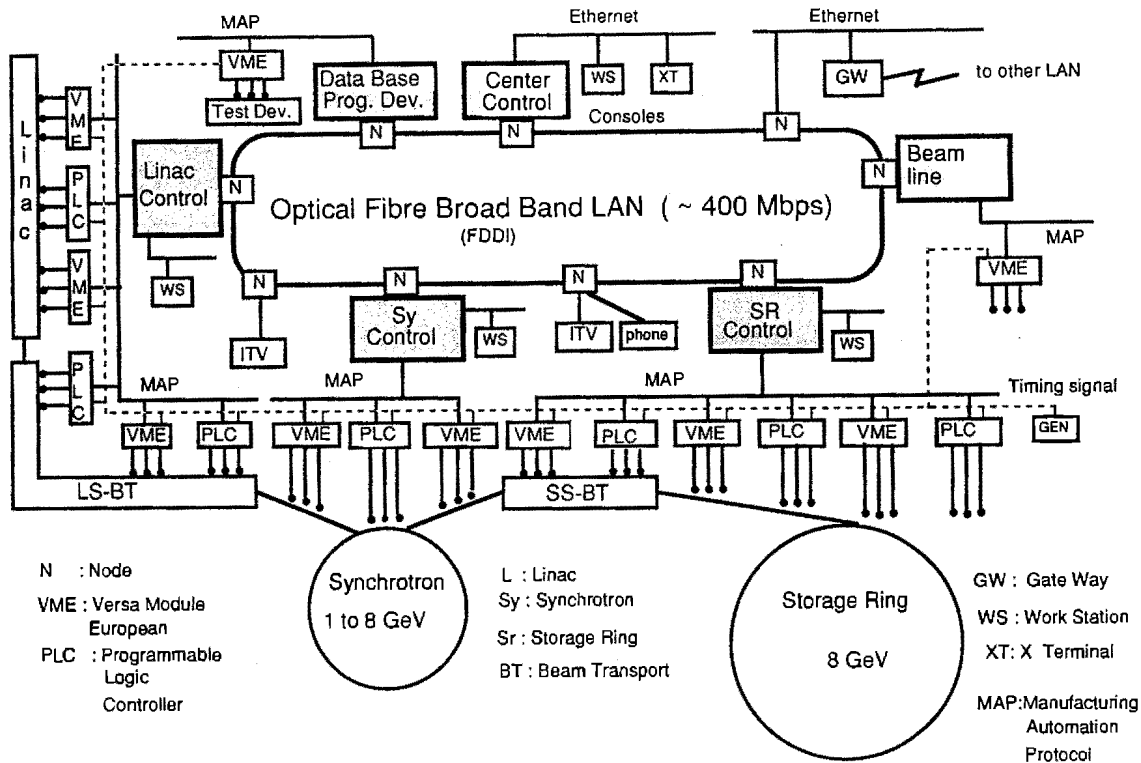 MAP
Ethernet
Ethernet
VME
Data Base
Prog. Dev.
Center
Control
WS
XT
GW
to other LAN
Test Dev.
Consoles
Linac
VME
PLC
VME
PLC
Linac
Control
N
N
N
N
N
Beam
line
Optical Fibre Broad Band LAN ( ~ 400 Mbps)
(FDDI)
MAP
VME
WS
N
N
N
N
ITV
Sy
Control
WS
ITV
phone
SR
Control
WS
MAP
MAP
MAP
Timing signal
VME
PLC
VME
PLC
VME
VME
PLC
VME
PLC
VME
PLC
GEN
LS-BT
SS-BT
Synchrotron
1 to 8 GeV
Storage Ring
8 GeV
N : Node
VME : Versa Module
European
PLC : Programmable
Logic
Controller
L : Linac
Sy : Synchrotron
Sr : Storage Ring
BT : Beam Transport
GW : Gate Way
WS : Work Station
XT: X Terminal
MAP:Manufacturing
Automation
Protocol